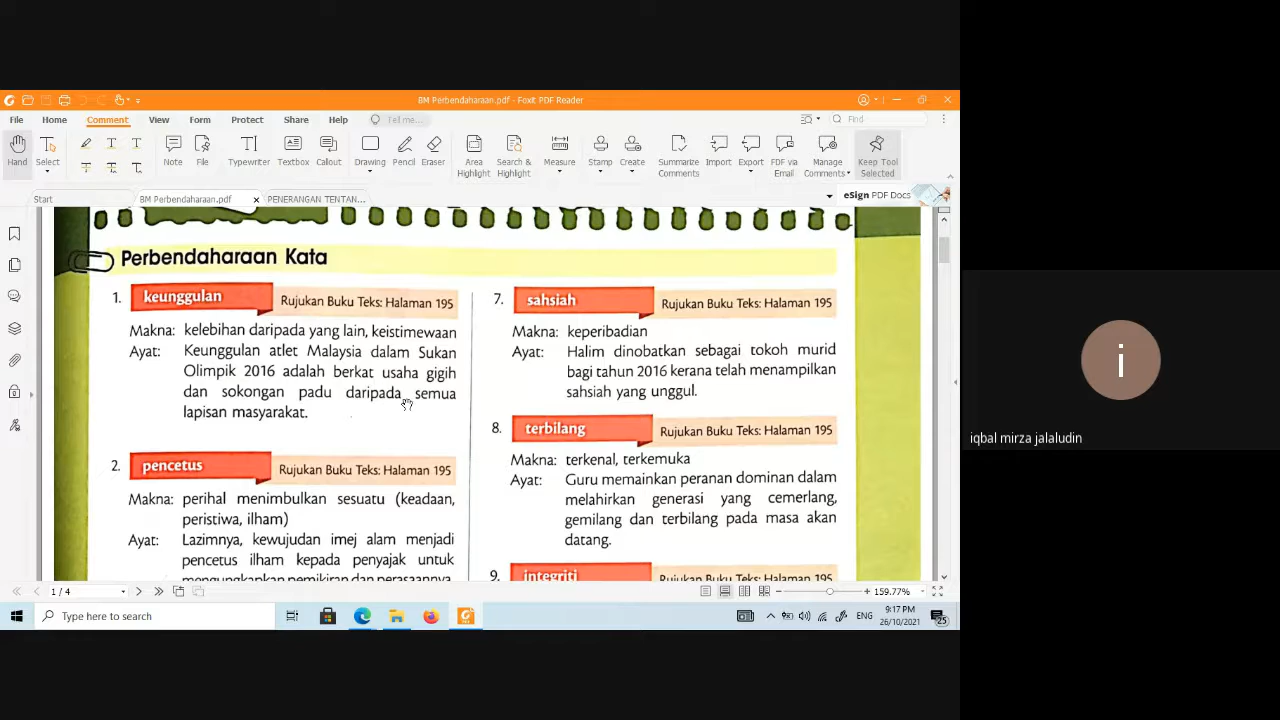 BM Perbendaharaan.pdf - Foxit PDF Reader
File Home Comment View Form Protect Share Help Tell me... Find
Hand Select Note File Typewriter Textbox Callout Drawing Pencil Eraser Area Highlight Search & Highlight Measure Stamp Create Summarize Comments Import Export FDF via Email Manage Comments Keep Tool Selected
Start BM Perbendaharaan.pdf PENERANGAN TENTAN... eSign PDF Docs
Perbendaharaan Kata
1. keunggulan Rujukan Buku Teks: Halaman 195
Makna: kelebihan daripada yang lain, keistimewaan
Ayat: Keunggulan atlet Malaysia dalam Sukan
Olimpik 2016 adalah berkat usaha gigih
dan sokongan padu daripada semua
lapisan masyarakat.
2. pencetus Rujukan Buku Teks: Halaman 195
Makna: perihal menimbulkan sesuatu (keadaan,
peristiwa, ilham)
Ayat: Lazimnya, kewujudan imej alam menjadi
pencetus ilham kepada penyajak untuk
mengungkapkan pemikiran dan perasaannya
7. sahsiah Rujukan Buku Teks: Halaman 195
Makna: keperibadian
Ayat: Halim dinobatkan sebagai tokoh murid
bagi tahun 2016 kerana telah menampilkan
sahsiah yang unggul.
8. terbilang Rujukan Buku Teks: Halaman 195
Makna: terkenal, terkemuka
Ayat: Guru memainkan peranan dominan dalam
melahirkan generasi yang cemerlang,
gemilang dan terbilang pada masa akan
datang.
9. integriti Rujukan Buku Teks: Halaman 195
1 / 4 159.77%
Type here to search ENG 9:17 PM
26/10/2021 25
i
iqbal mirza jalaludin